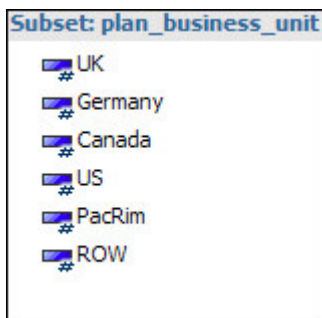 Subset: plan_business_unit
UK
Germany
Canada
US
PacRim
ROW